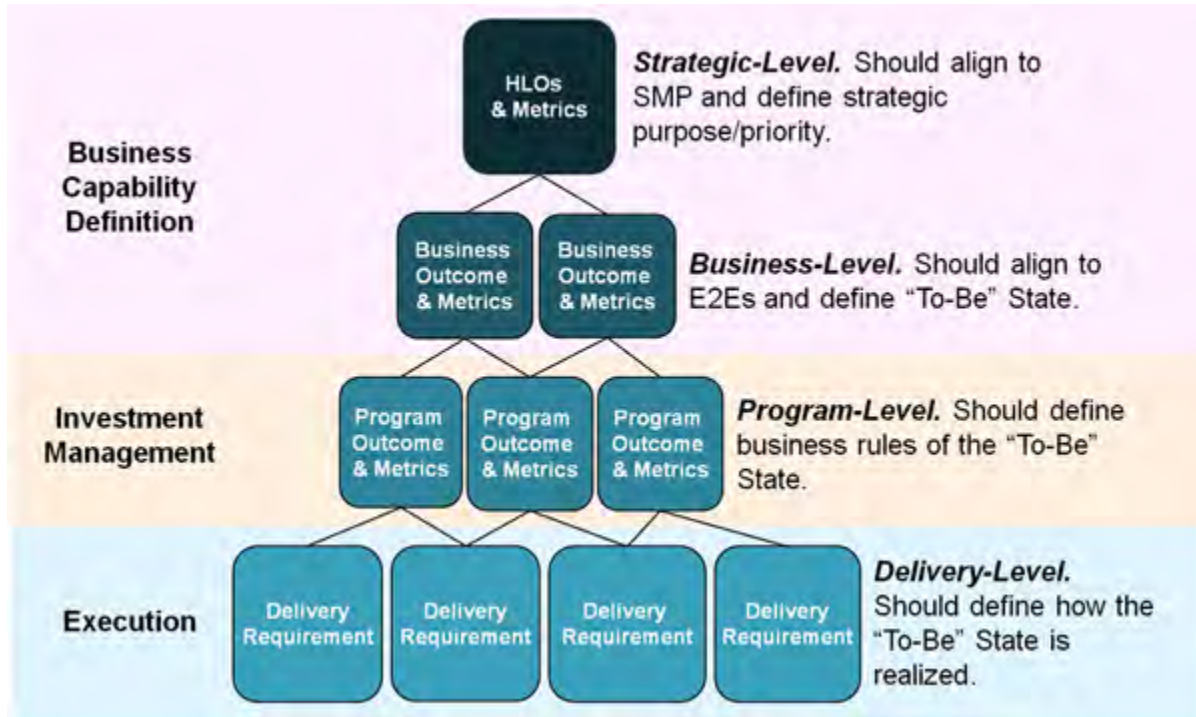 HLOs
& Metrics
Strategic-Level. Should align to
SMP and define strategic
purpose/priority.
Business
Capability
Definition
Business
Outcome
& Metrics
Business
Outcome
& Metrics
Business-Level. Should align to
E2Es and define “To-Be” State.
Investment
Management
Program
Outcome
& Metrics
Program
Outcome
& Metrics
Program
Outcome
& Metrics
Program-Level. Should define
business rules of the “To-Be”
State.
Execution
Delivery
Requirement
Delivery
Requirement
Delivery
Requirement
Delivery
Requirement
Delivery-Level.
Should define how the
“To-Be” State is
realized.